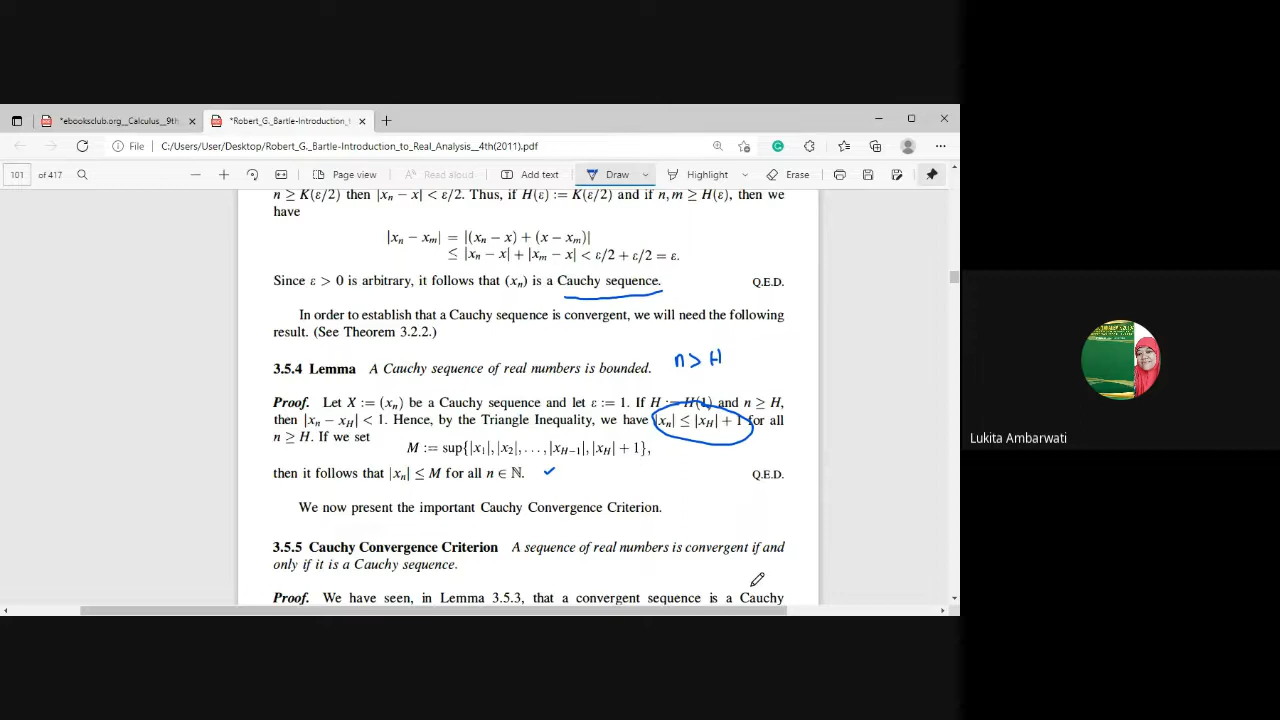 *ebooksclub.org__Calculus__9th
*Robert_G._Bartle-Introduction_to_
File
C:/Users/User/Desktop/Robert_G._Bartle-Introduction_to_Real_Analysis__4th(2011).pdf
101 of 417
Page view
Read aloud
Add text
Draw
Highlight
Erase
n ≥ K(ε/2) then |xₙ − x| < ε/2. Thus, if H(ε) := K(ε/2) and if n, m ≥ H(ε), then we
have
|xₙ − xₘ| = |(xₙ − x) + (x − xₘ)|
≤ |xₙ − x| + |xₘ − x| < ε/2 + ε/2 = ε.
Since ε > 0 is arbitrary, it follows that (xₙ) is a Cauchy sequence. Q.E.D.
In order to establish that a Cauchy sequence is convergent, we will need the following
result. (See Theorem 3.2.2.)
n > H
3.5.4 Lemma A Cauchy sequence of real numbers is bounded.
Proof. Let X := (xₙ) be a Cauchy sequence and let ε := 1. If H := H(1) and n ≥ H,
then |xₙ − x_H| < 1. Hence, by the Triangle Inequality, we have |xₙ| ≤ |x_H| + 1 for all
n ≥ H. If we set
M := sup{|x₁|, |x₂|, . . . , |x_{H−1}|, |x_H| + 1},
then it follows that |xₙ| ≤ M for all n ∈ ℕ. ✓ Q.E.D.
We now present the important Cauchy Convergence Criterion.
3.5.5 Cauchy Convergence Criterion A sequence of real numbers is convergent if and
only if it is a Cauchy sequence.
Proof. We have seen, in Lemma 3.5.3, that a convergent sequence is a Cauchy
Lukita Ambarwati